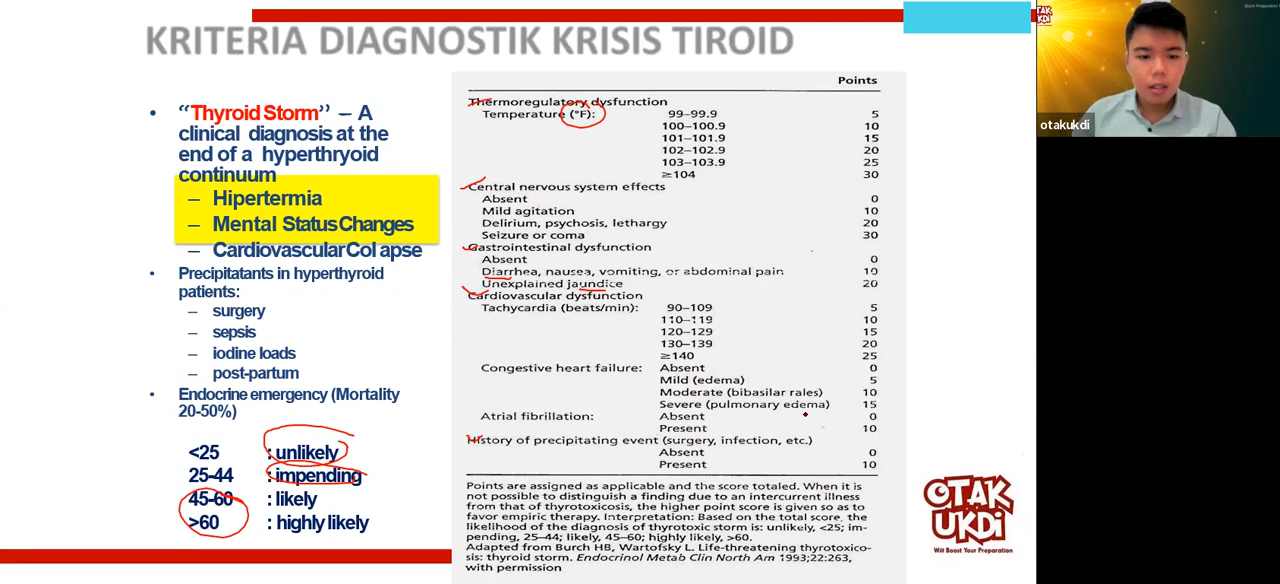 KRITERIA DIAGNOSTIK KRISIS TIROID
• “Thyroid Storm” – A
clinical diagnosis at the
end of a hyperthryoid
continuum
– Hipertermia
– Mental StatusChanges
– CardiovascularCol apse
• Precipitatants in hyperthyroid
patients:
– surgery
– sepsis
– iodine loads
– post-partum
• Endocrine emergency (Mortality
20-50%)
<25 : unlikely
25-44 : impending
45-60 : likely
>60 : highly likely
Points
Thermoregulatory dysfunction
Temperature (°F): 99–99.9 5
100–100.9 10
101–101.9 15
102–102.9 20
103–103.9 25
≥104 30
Central nervous system effects
Absent 0
Mild agitation 10
Delirium, psychosis, lethargy 20
Seizure or coma 30
Gastrointestinal dysfunction
Absent 0
Diarrhea, nausea, vomiting, or abdominal pain 10
Unexplained jaundice 20
Cardiovascular dysfunction
Tachycardia (beats/min): 90–109 5
110–119 10
120–129 15
130–139 20
≥140 25
Congestive heart failure: Absent 0
Mild (edema) 5
Moderate (bibasilar rales) 10
Severe (pulmonary edema) 15
Atrial fibrillation: Absent 0
Present 10
History of precipitating event (surgery, infection, etc.)
Absent 0
Present 10
Points are assigned as applicable and the score totaled. When it is
not possible to distinguish a finding due to an intercurrent illness
from that of thyrotoxicosis, the higher point score is given so as to
favor empiric therapy. Interpretation: Based on the total score, the
likelihood of the diagnosis of thyrotoxic storm is: unlikely, <25; im-
pending, 25–44; likely, 45–60; highly likely, >60.
Adapted from Burch HB, Wartofsky L. Life-threatening thyrotoxico-
sis: thyroid storm. Endocrinol Metab Clin North Am 1993;22:263,
with permission
OTAK
UKDI
Will Boost Your Preparation
OTAK
UKDI
otakukdi